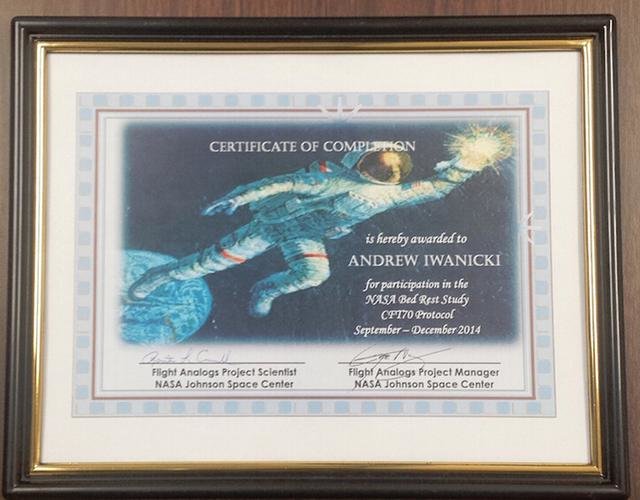 CERTIFICATE OF COMPLETION
is hereby awarded to
ANDREW IWANICKI
for participation in the
NASA Bed Rest Study
CFT70 Protocol
September – December 2014
Flight Analogs Project Scientist
NASA Johnson Space Center
Flight Analogs Project Manager
NASA Johnson Space Center